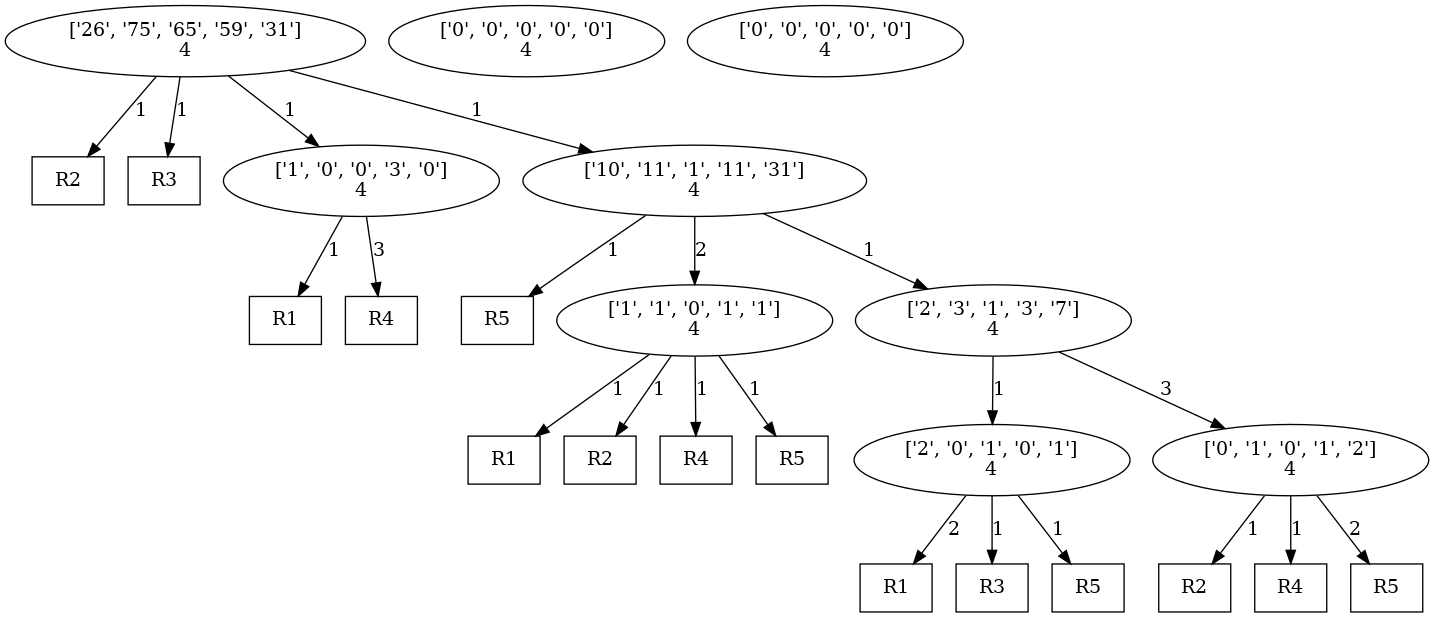 ['26', '75', '65', '59', '31']
4
['0', '0', '0', '0', '0']
4
['0', '0', '0', '0', '0']
4
1
1
1
1
R2
R3
['1', '0', '0', '3', '0']
4
['10', '11', '1', '11', '31']
4
1
3
1
2
1
R1
R4
R5
['1', '1', '0', '1', '1']
4
['2', '3', '1', '3', '7']
4
1
1
1
1
1
3
R1
R2
R4
R5
['2', '0', '1', '0', '1']
4
['0', '1', '0', '1', '2']
4
2
1
1
1
1
2
R1
R3
R5
R2
R4
R5